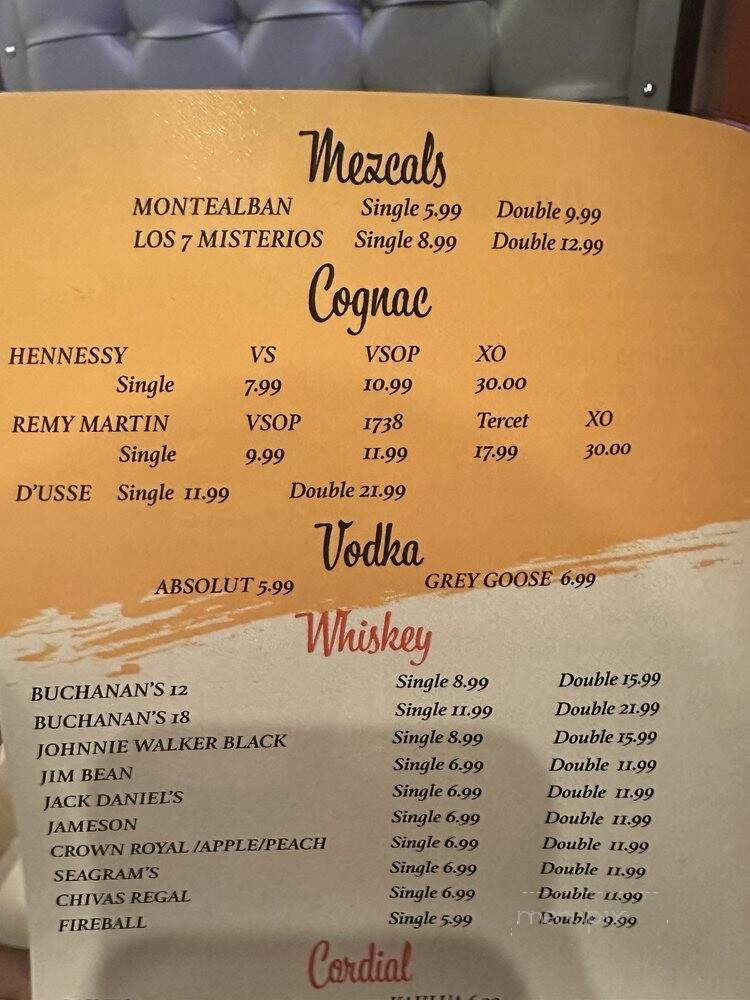 Mezcals
MONTEALBAN Single 5.99 Double 9.99
LOS 7 MISTERIOS Single 8.99 Double 12.99
Cognac
HENNESSY VS VSOP XO
Single 7.99 10.99 30.00
REMY MARTIN VSOP 1738 Tercet XO
Single 9.99 11.99 17.99 30.00
D'USSE Single 11.99 Double 21.99
Vodka
ABSOLUT 5.99 GREY GOOSE 6.99
Whiskey
BUCHANAN'S 12 Single 8.99 Double 15.99
BUCHANAN'S 18 Single 11.99 Double 21.99
JOHNNIE WALKER BLACK Single 8.99 Double 15.99
JIM BEAN Single 6.99 Double 11.99
JACK DANIEL'S Single 6.99 Double 11.99
JAMESON Single 6.99 Double 11.99
CROWN ROYAL /APPLE/PEACH Single 6.99 Double 11.99
SEAGRAM'S Single 6.99 Double 11.99
CHIVAS REGAL Single 6.99 Double 11.99
FIREBALL Single 5.99 Double 9.99
Cordial